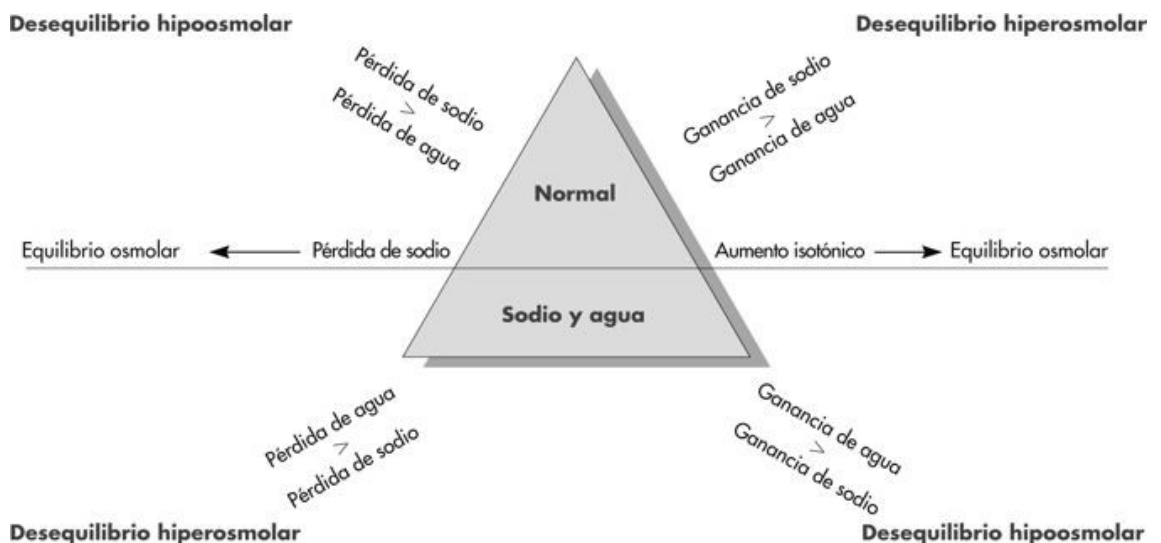 Desequilibrio hipoosmolar
Desequilibrio hiperosmolar
Pérdida de sodio
>
Pérdida de agua
Ganancia de sodio
>
Ganancia de agua
Normal
Equilibrio osmolar
Pérdida de sodio
Aumento isotónico
Equilibrio osmolar
Sodio y agua
Pérdida de agua
>
Pérdida de sodio
Ganancia de agua
>
Ganancia de sodio
Desequilibrio hiperosmolar
Desequilibrio hipoosmolar